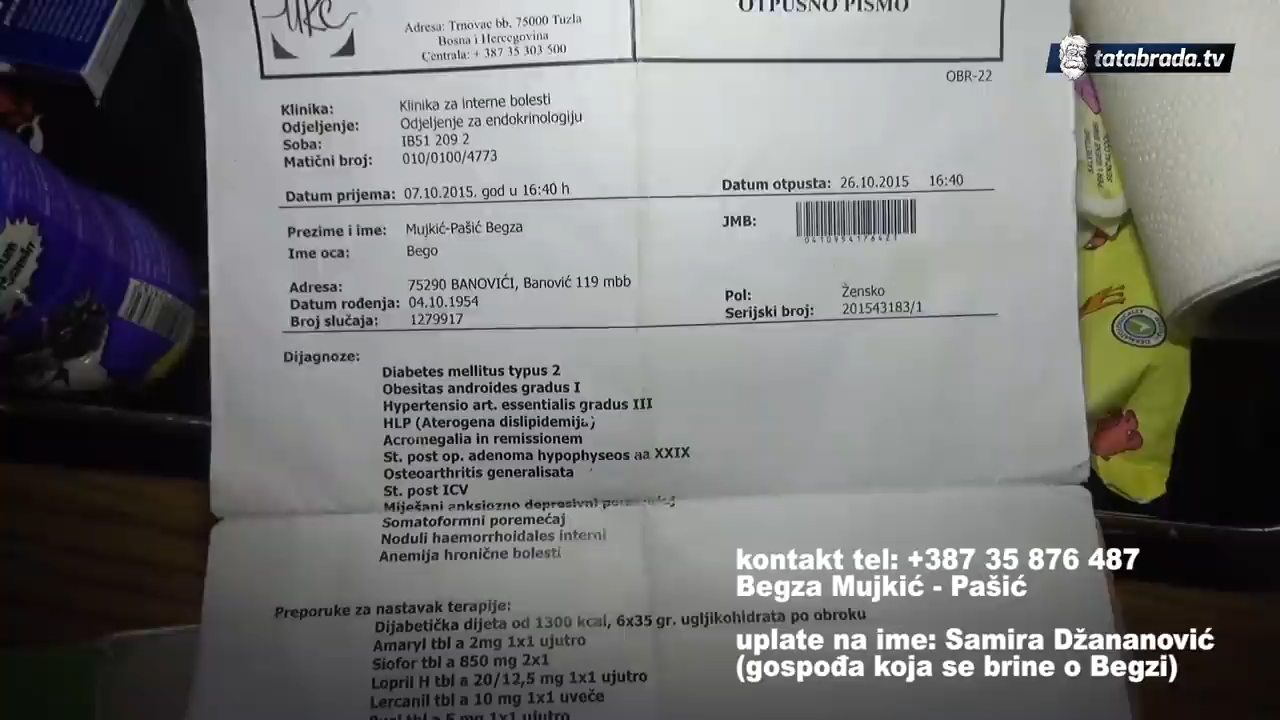 UKC
Adresa: Trnovac bb, 75000 Tuzla
Bosna i Hercegovina
Centrala: + 387 35 303 500
OTPUSNO PISMO
tatabrada.tv
OBR-22
Klinika: Klinika za interne bolesti
Odjeljenje: Odjeljenje za endokrinologiju
Soba: IB51 209 2
Matični broj: 010/0100/4773
Datum prijema: 07.10.2015. god u 16:40 h
Datum otpusta: 26.10.2015 16:40
Prezime i ime: Mujkić-Pašić Begza
JMB:
Ime oca: Bego
Adresa: 75290 BANOVIĆI, Banović 119 mbb
Datum rođenja: 04.10.1954
Pol: Žensko
Broj slučaja: 1279917
Serijski broj: 201543183/1
Dijagnoze:
Diabetes mellitus typus 2
Obesitas androides gradus I
Hypertensio art. essentialis gradus III
HLP (Aterogena dislipidemija)
Acromegalia in remissionem
St. post op. adenoma hypophyseos aa XXIX
Osteoarthritis generalisata
St. post ICV
Miješani anksiozno depresivni
Somatoformni poremećaj
Noduli haemorrhoidales interni
Anemija hronične bolesti
Preporuke za nastavak terapije:
Dijabetička dijeta od 1300 kcal, 6x35 gr. ugljikohidrata po obroku
Amaryl tbl a 2mg 1x1 ujutro
Siofor tbl a 850 mg 2x1
Lopril H tbl a 20/12,5 mg 1x1 ujutro
Lercanil tbl a 10 mg 1x1 uveče
tbl a 5 mg 1x1 ujutro
kontakt tel: +387 35 876 487
Begza Mujkić - Pašić
uplate na ime: Samira Džananović
(gospođa koja se brine o Begzi)